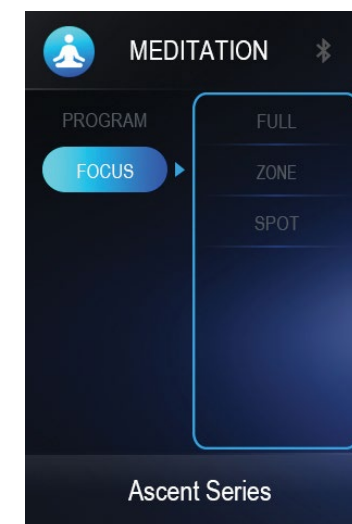 MEDITATION
PROGRAM
FOCUS
FULL
ZONE
SPOT
Ascent Series